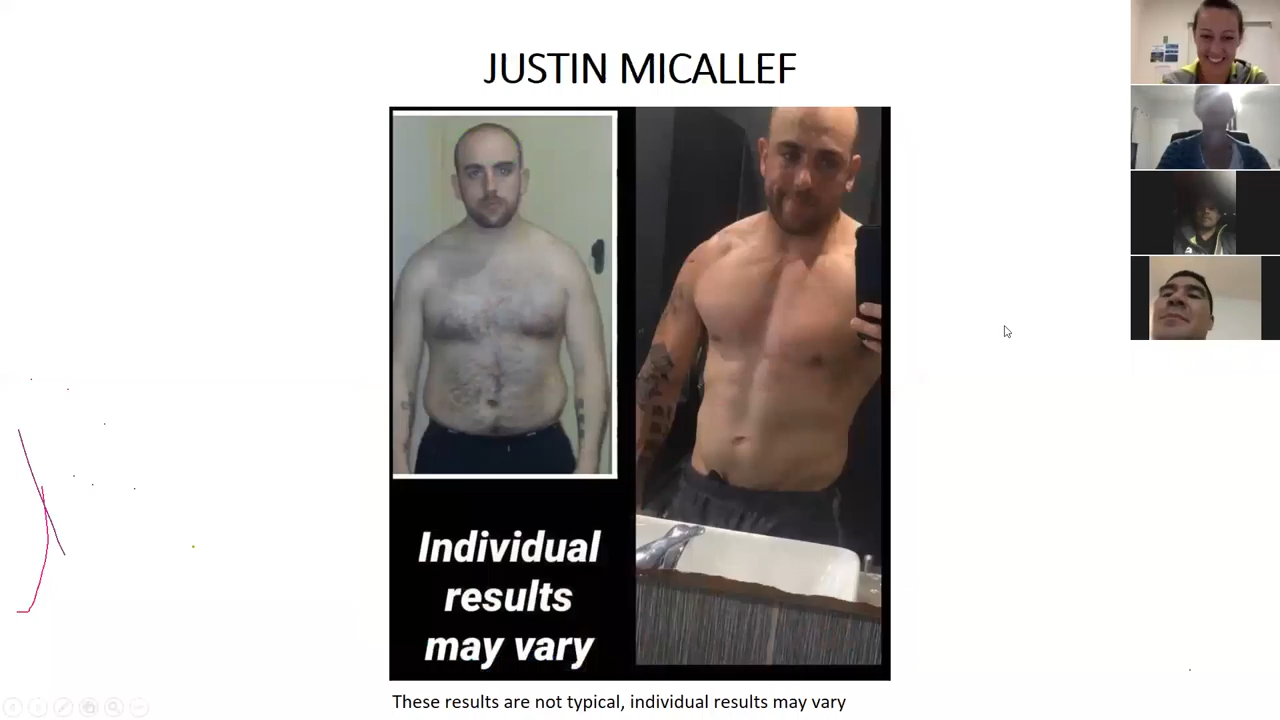 JUSTIN MICALLEF
Individual
results
may vary
These results are not typical, individual results may vary